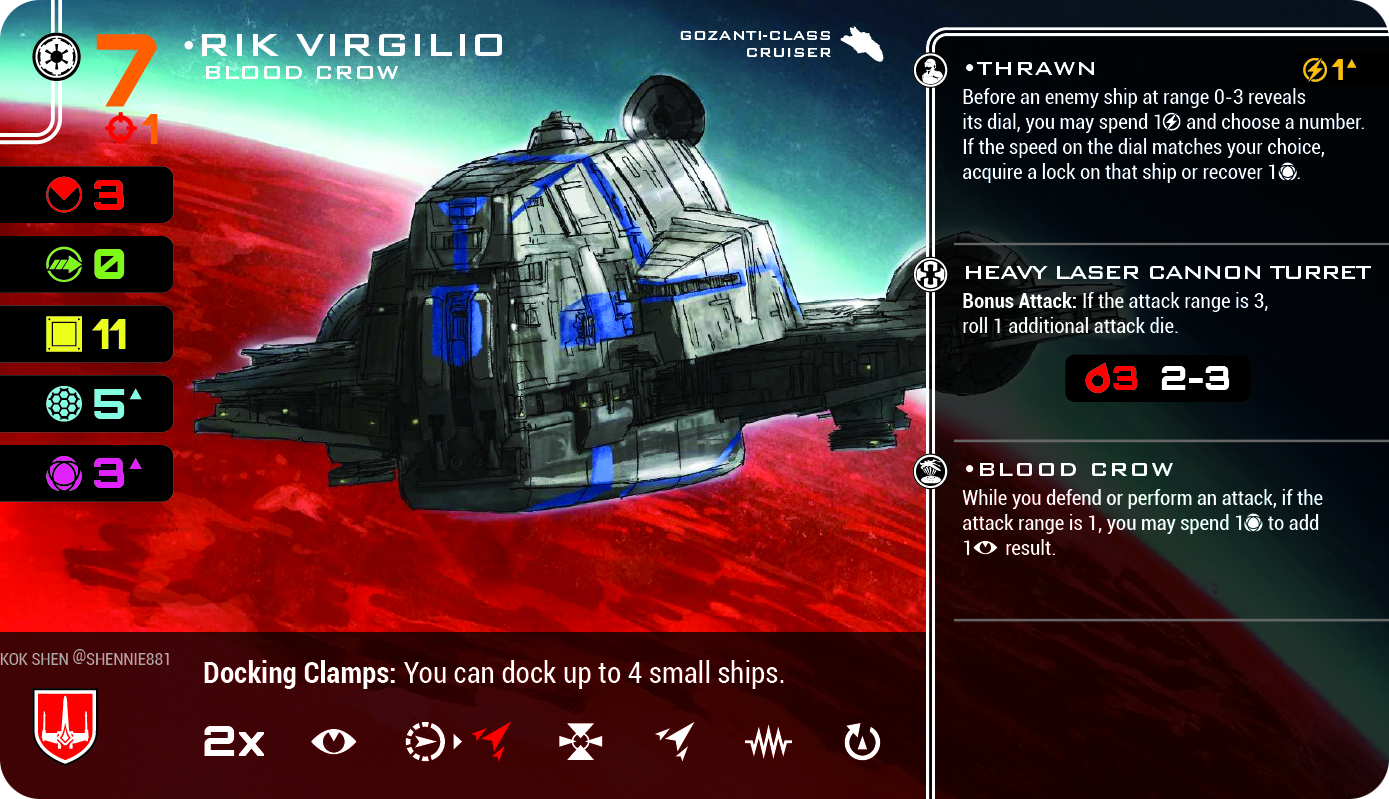 7
•RIK VIRGILIO
BLOOD CROW
GOZANTI-CLASS
CRUISER
1
3
0
11
5
3
KOK SHEN @SHENNIE881
Docking Clamps: You can dock up to 4 small ships.
2x
•THRAWN
1
Before an enemy ship at range 0-3 reveals
its dial, you may spend 1 and choose a number.
If the speed on the dial matches your choice,
acquire a lock on that ship or recover 1.
HEAVY LASER CANNON TURRET
Bonus Attack: If the attack range is 3,
roll 1 additional attack die.
3 2-3
•BLOOD CROW
While you defend or perform an attack, if the
attack range is 1, you may spend 1 to add
1 result.